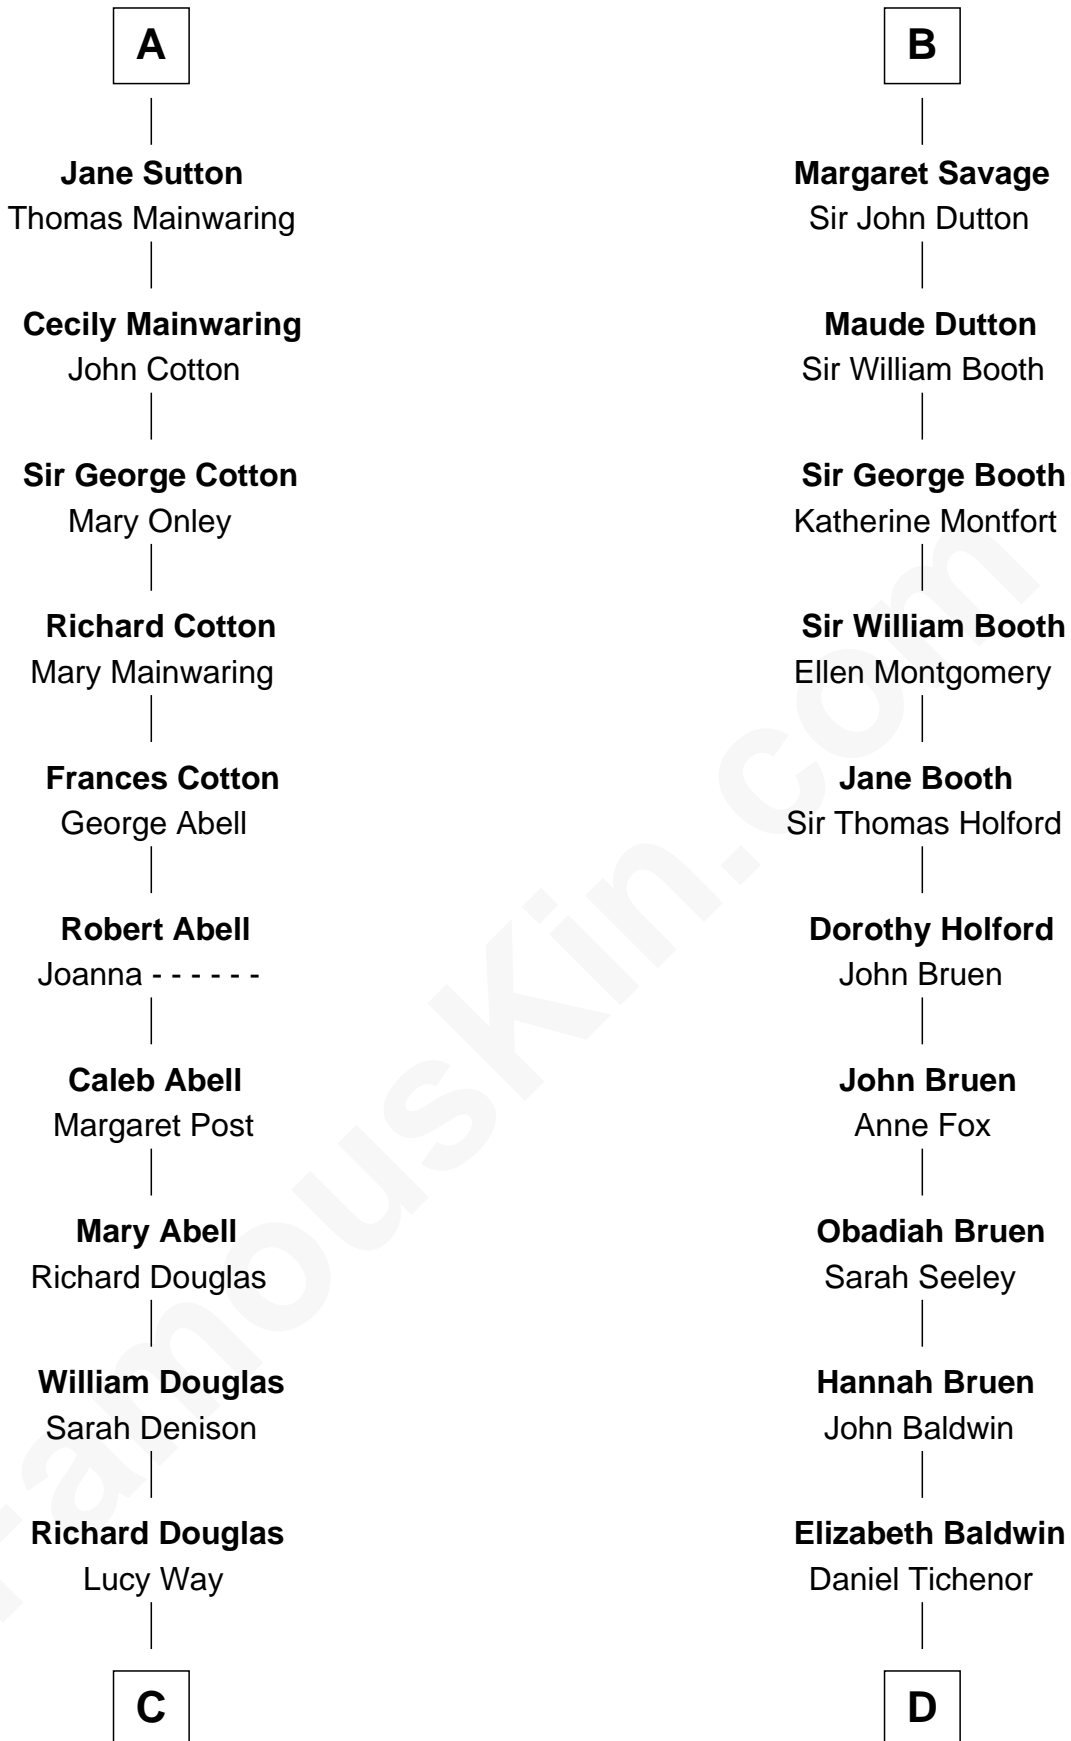 A
Jane Sutton
Thomas Mainwaring
Cecily Mainwaring
John Cotton
Sir George Cotton
Mary Onley
Richard Cotton
Mary Mainwaring
Frances Cotton
George Abell
Robert Abell
Joanna - - - - - -
Caleb Abell
Margaret Post
Mary Abell
Richard Douglas
William Douglas
Sarah Denison
Richard Douglas
Lucy Way
C
B
Margaret Savage
Sir John Dutton
Maude Dutton
Sir William Booth
Sir George Booth
Katherine Montfort
Sir William Booth
Ellen Montgomery
Jane Booth
Sir Thomas Holford
Dorothy Holford
John Bruen
John Bruen
Anne Fox
Obadiah Bruen
Sarah Seeley
Hannah Bruen
John Baldwin
Elizabeth Baldwin
Daniel Tichenor
D
FamousKin.com